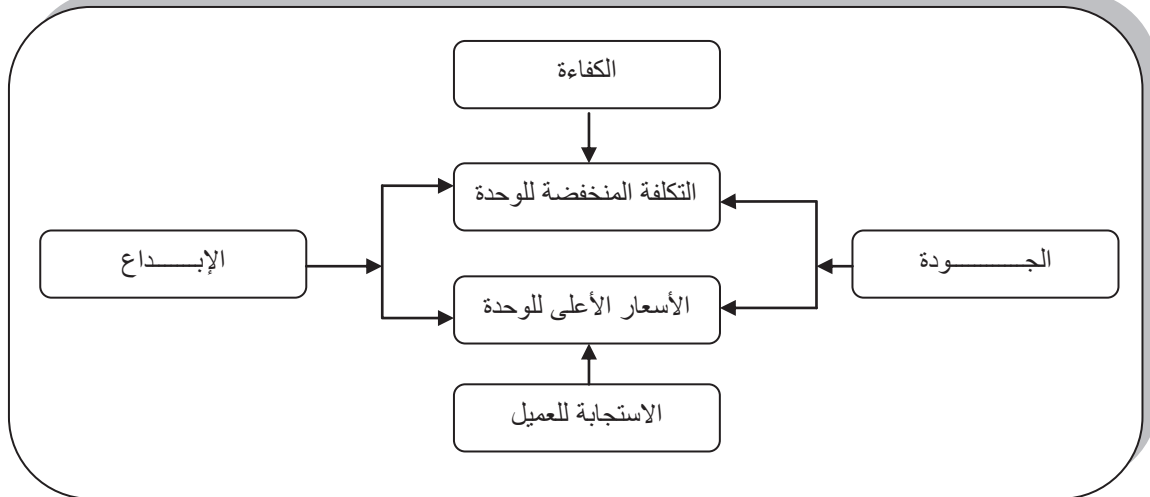 الكفاءة
التكلفة المنخفضة للوحدة
الجـــــــودة
الإبـــــداع
الأسعار الأعلى للوحدة
الاستجابة للعميل